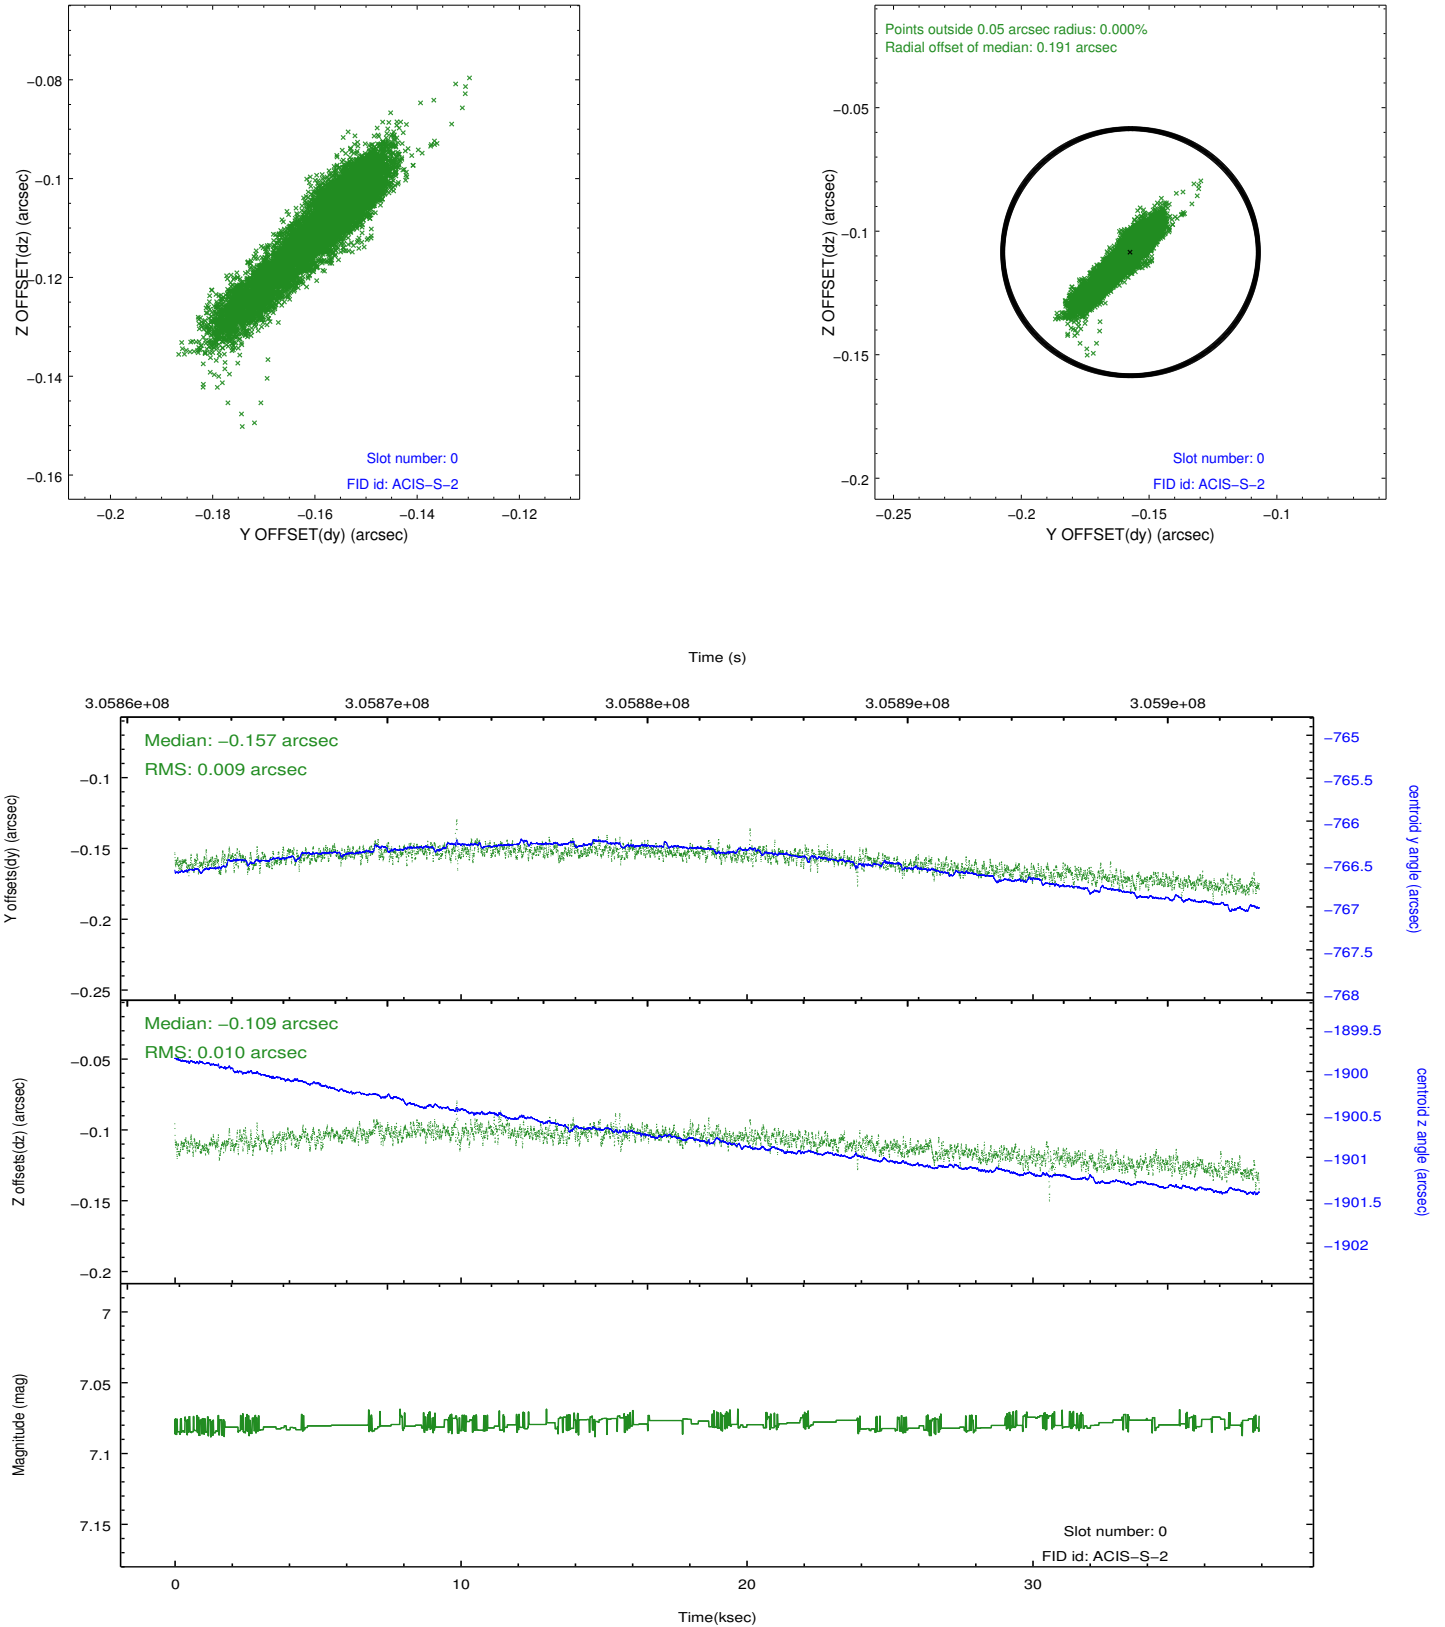 −0.08
−0.1
−0.12
−0.14
−0.16
Z OFFSET(dz) (arcsec)
Slot number: 0
FID id: ACIS−S−2
−0.2
−0.18
−0.16
−0.14
−0.12
Y OFFSET(dy) (arcsec)
Points outside 0.05 arcsec radius: 0.000%
Radial offset of median: 0.191 arcsec
−0.05
−0.1
−0.15
−0.2
Z OFFSET(dz) (arcsec)
Slot number: 0
FID id: ACIS−S−2
−0.25
−0.2
−0.15
−0.1
Y OFFSET(dy) (arcsec)
Time (s)
3.0586e+08
3.0587e+08
3.0588e+08
3.0589e+08
3.059e+08
Median: −0.157 arcsec
RMS: 0.009 arcsec
−0.1
−0.15
−0.2
−0.25
Y offsets(dy) (arcsec)
−765
−765.5
−766
−766.5
−767
−767.5
−768
centroid y angle (arcsec)
Median: −0.109 arcsec
RMS: 0.010 arcsec
−0.05
−0.1
−0.15
−0.2
Z offsets(dz) (arcsec)
−1899.5
−1900
−1900.5
−1901
−1901.5
−1902
centroid z angle (arcsec)
7
7.05
7.1
7.15
Magnitude (mag)
Slot number: 0
FID id: ACIS−S−2
0
10
20
30
Time(ksec)